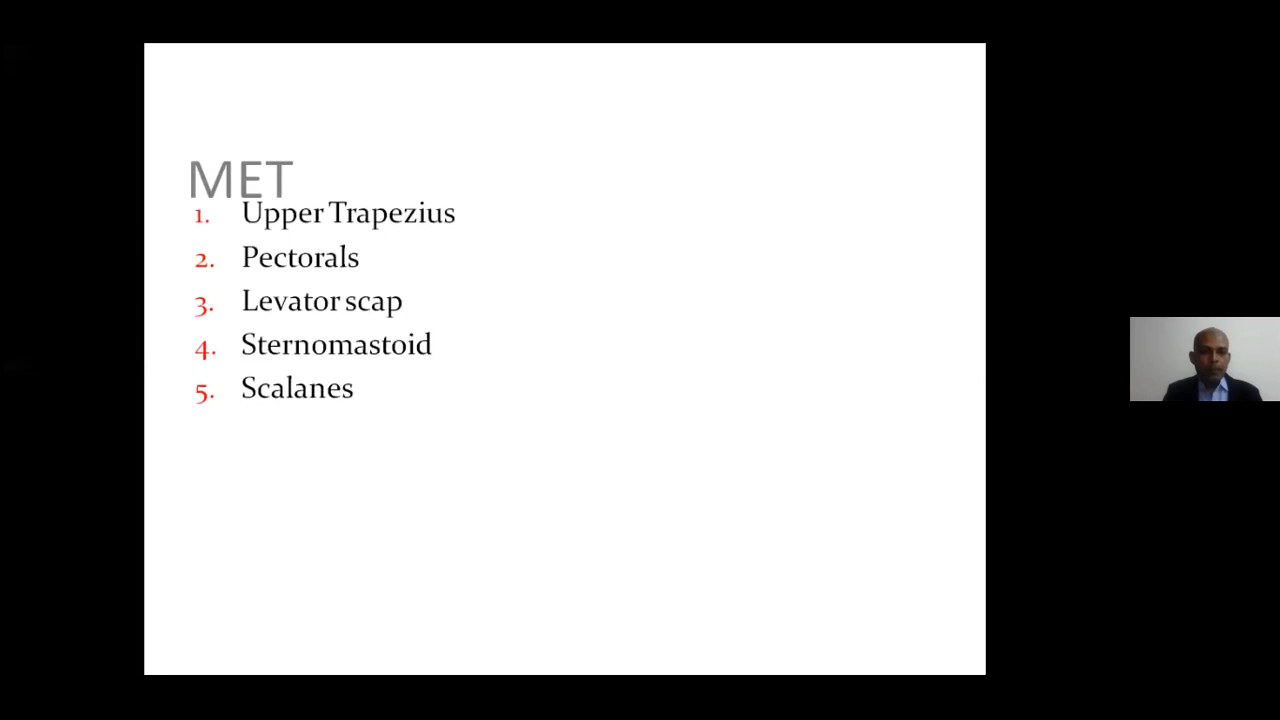 MET
1. Upper Trapezius
2. Pectorals
3. Levator scap
4. Sternomastoid
5. Scalanes